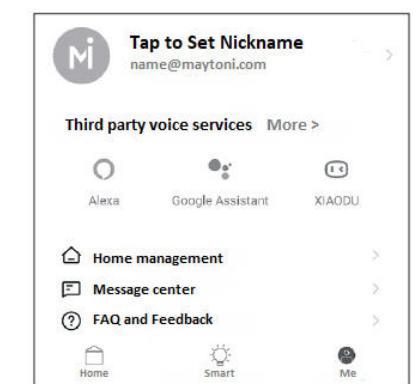 Mi
Tap to Set Nickname
name@maytoni.com
Third party voice services More >
Alexa Google Assistant XIAODU
Home management
Message center
FAQ and Feedback
Home Smart Me